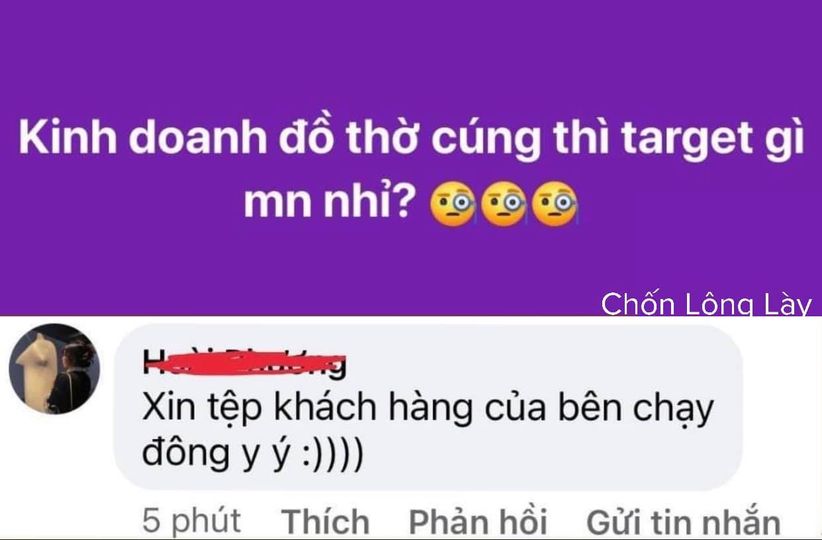 Kinh doanh đồ thờ cúng thì target gì
mn nhỉ? 🧐🧐🧐
Chốn Lông Lày
Xin tệp khách hàng của bên chạy
đông y ý :))))
5 phút Thích Phản hồi Gửi tin nhắn